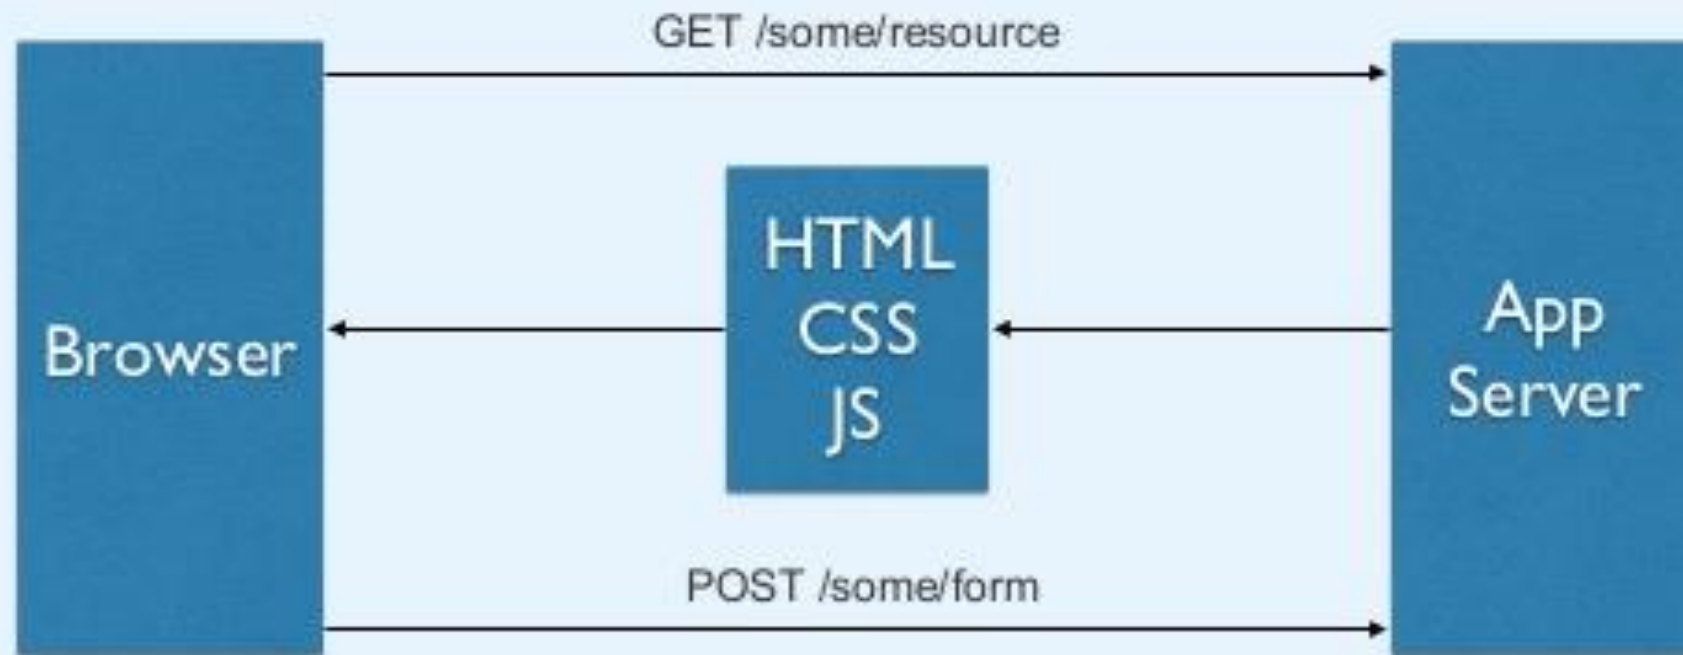 GET /some/resource
Browser
HTML
CSS
JS
App
Server
POST /some/form